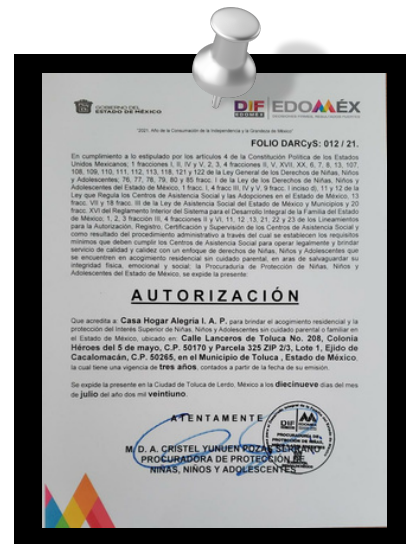 GOBIERNO DEL
ESTADO DE MÉXICO
DIF
EDOMEX
EDOMÉX
DECISIONES FIRMES, RESULTADOS FUERTES
"2021. Año de la Consumación de la Independencia y la Grandeza de México"
FOLIO DARCyS: 012 / 21.
En cumplimiento a lo estipulado por los artículos 4 de la Constitución Política de los Estados
Unidos Mexicanos; 1 fracciones I, II, IV y V, 2, 3, 4 fracciones II, V, XVII, XX, 6, 7, 8, 13, 107,
108, 109, 110, 111, 112, 113, 118, 121 y 122 de la Ley General de los Derechos de Niñas, Niños
y Adolescentes; 76, 77, 78, 79, 80 y 85 fracc. I de la Ley de los Derechos de Niñas, Niños y
Adolescentes del Estado de México, 1 fracc. I, 4 fracc III, IV y V, 9 fracc. I inciso d), 11 y 12 de la
Ley que Regula los Centros de Asistencia Social y las Adopciones en el Estado de México, 13
fracc. VII y 18 fracc. III de la Ley de Asistencia Social del Estado de México y Municipios y 20
fracc. XVI del Reglamento Interior del Sistema para el Desarrollo Integral de la Familia del Estado
de México, 1, 2, 3 fracción III, 4 fracciones II y VI, 11, 12 ,13, 21, 22 y 23 de los Lineamientos
para la Autorización, Registro, Certificación y Supervisión de los Centros de Asistencia Social y
como resultado del procedimiento administrativo a través del cual se establecen los requisitos
mínimos que deben cumplir los Centros de Asistencia Social para operar legalmente y brindar
servicio de calidad y calidez con un enfoque de derechos de Niñas, Niños y Adolescentes que
se encuentren en acogimiento residencial sin cuidado parental, en aras de salvaguardar su
integridad física, emocional y social; la Procuraduría de Protección de Niñas, Niños y
Adolescentes del Estado de México, se expide la presente:
AUTORIZACIÓN
Que acredita a: Casa Hogar Alegría I. A. P. para brindar el acogimiento residencial y la
protección del Interés Superior de Niñas, Niños y Adolescentes sin cuidado parental o familiar en
el Estado de México, ubicado en: Calle Lanceros de Toluca No. 208, Colonia
Héroes del 5 de mayo, C.P. 50170 y Parcela 325 ZIP 2/3, Lote 1, Ejido de
Cacalomacán, C.P. 50265, en el Municipio de Toluca , Estado de México,
la cual tiene una vigencia de tres años, contados a partir de la fecha de su emisión.
Se expide la presente en la Ciudad de Toluca de Lerdo, México a los diecinueve días del mes
de julio del año dos mil veintiuno.
ATENTAMENTE
M. D. A. CRISTEL YUNUEN POZAS SERRANO
PROCURADORA DE PROTECCIÓN DE
NIÑAS, NIÑOS Y ADOLESCENTES
DIF
PROCURADURÍA DE
PROTECCIÓN DE NIÑAS,